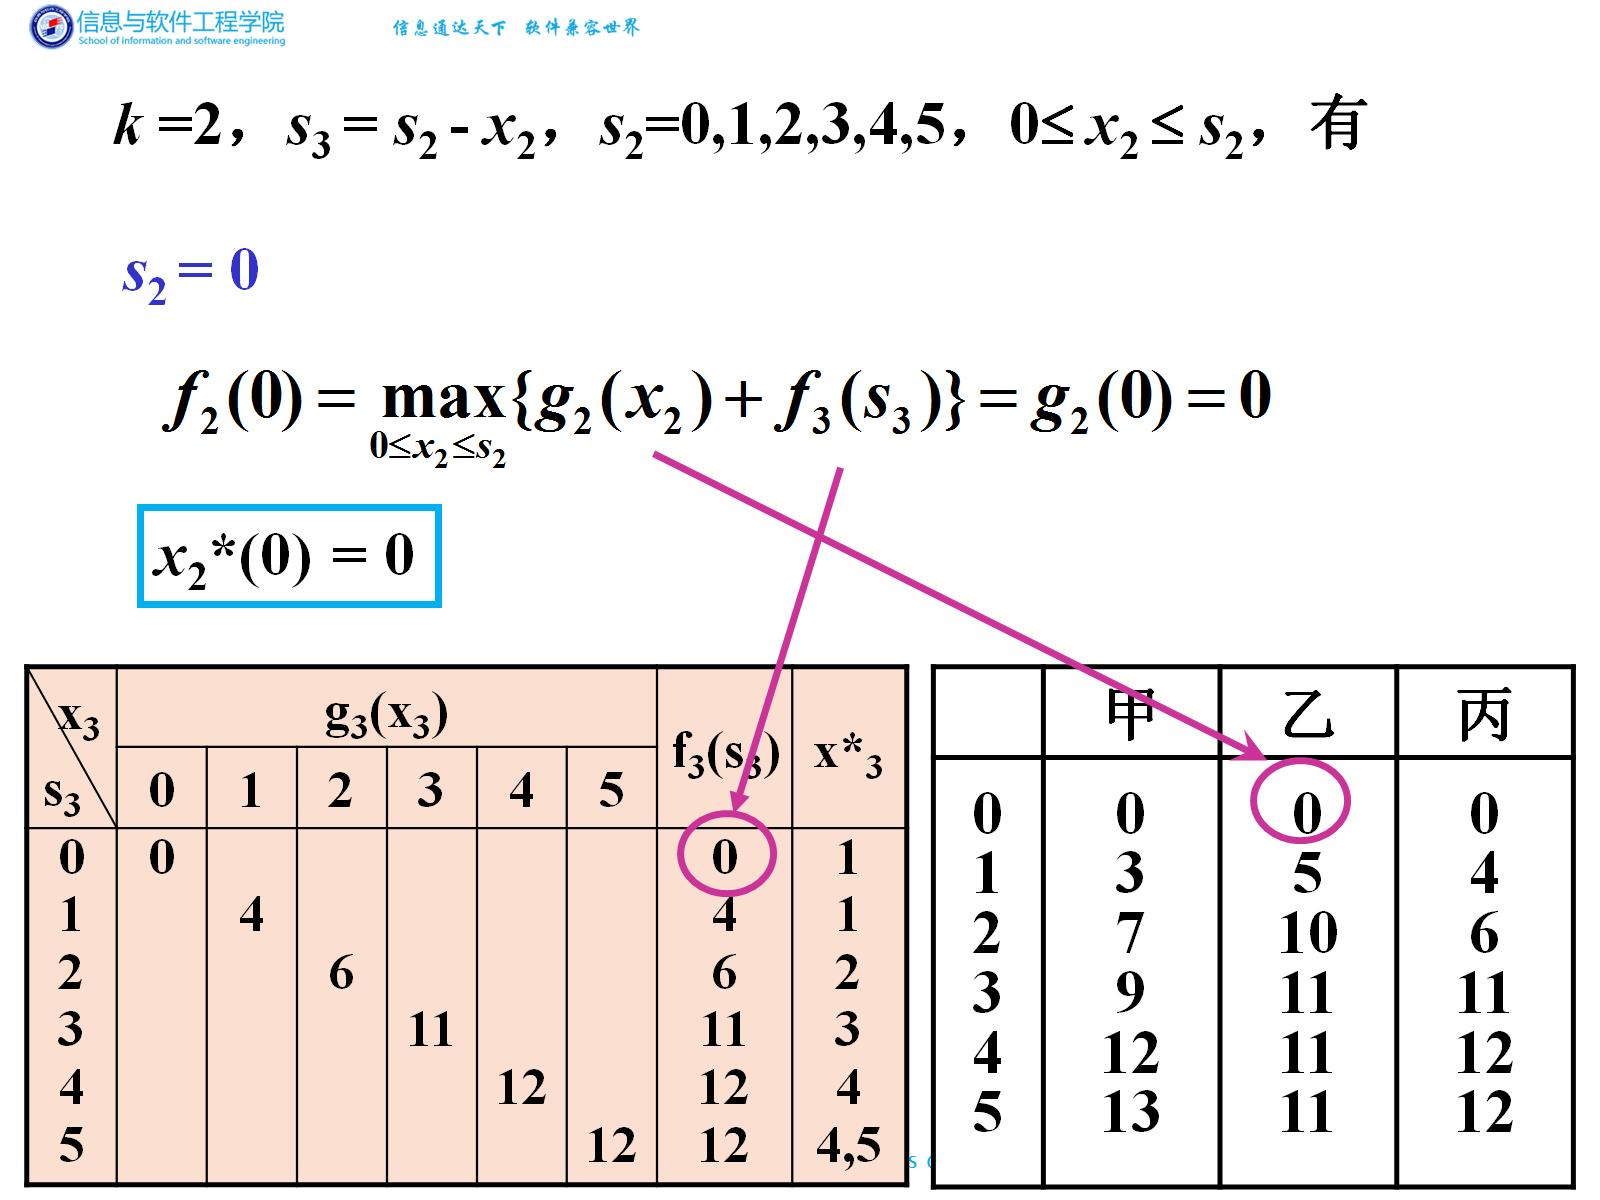 信息与软件工程学院
School of information and software engineering
信息通达天下 软件兼容世界
k =2，s3 = s2 - x2，s2=0,1,2,3,4,5，0≤ x2 ≤ s2，有
s2 = 0
f2(0) = max{g2(x2) + f3(s3)} = g2(0) = 0
0≤x2≤s2
x2*(0) = 0
x3 g3(x3) f3(s3) x*3
s3 0 1 2 3 4 5
0 0 0 1
1 4 4 1
2 6 6 2
3 11 11 3
4 12 12 4
5 12 12 4,5
甲 乙 丙
0 0 0 0
1 3 5 4
2 7 10 6
3 9 11 11
4 12 11 12
5 13 11 12